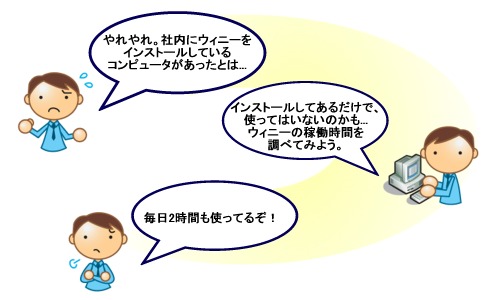 やれやれ。社内にウィニーを
インストールしている
コンピュータがあったとは...
インストールしてあるだけで、
使ってはいないのかも...
ウィニーの稼働時間を
調べてみよう。
毎日2時間も使ってるぞ！